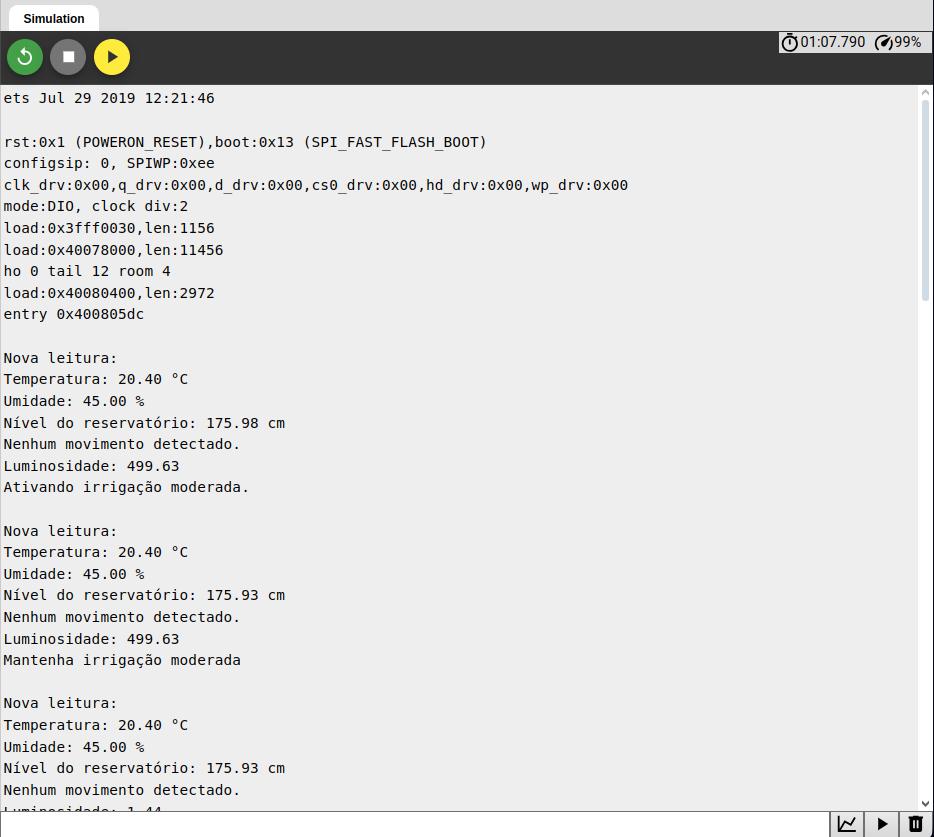 Simulation
01:07.790 99%
ets Jul 29 2019 12:21:46
rst:0x1 (POWERON_RESET),boot:0x13 (SPI_FAST_FLASH_BOOT)
configsip: 0, SPIWP:0xee
clk_drv:0x00,q_drv:0x00,d_drv:0x00,cs0_drv:0x00,hd_drv:0x00,wp_drv:0x00
mode:DIO, clock div:2
load:0x3fff0030,len:1156
load:0x40078000,len:11456
ho 0 tail 12 room 4
load:0x40080400,len:2972
entry 0x400805dc
Nova leitura:
Temperatura: 20.40 °C
Umidade: 45.00 %
Nível do reservatório: 175.98 cm
Nenhum movimento detectado.
Luminosidade: 499.63
Ativando irrigação moderada.
Nova leitura:
Temperatura: 20.40 °C
Umidade: 45.00 %
Nível do reservatório: 175.93 cm
Nenhum movimento detectado.
Luminosidade: 499.63
Mantenha irrigação moderada
Nova leitura:
Temperatura: 20.40 °C
Umidade: 45.00 %
Nível do reservatório: 175.93 cm
Nenhum movimento detectado.
Luminosidade: 1.44